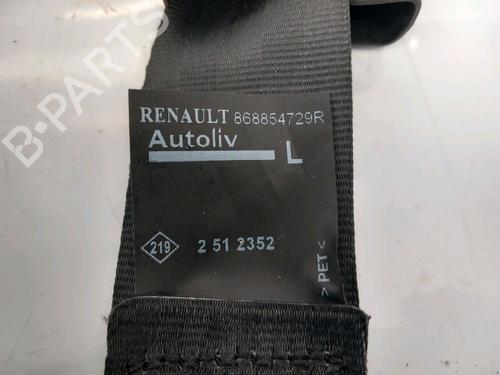 B-PARTS
RENAULT 868854729R
Autoliv
L
219 2 51 2352
> PET <